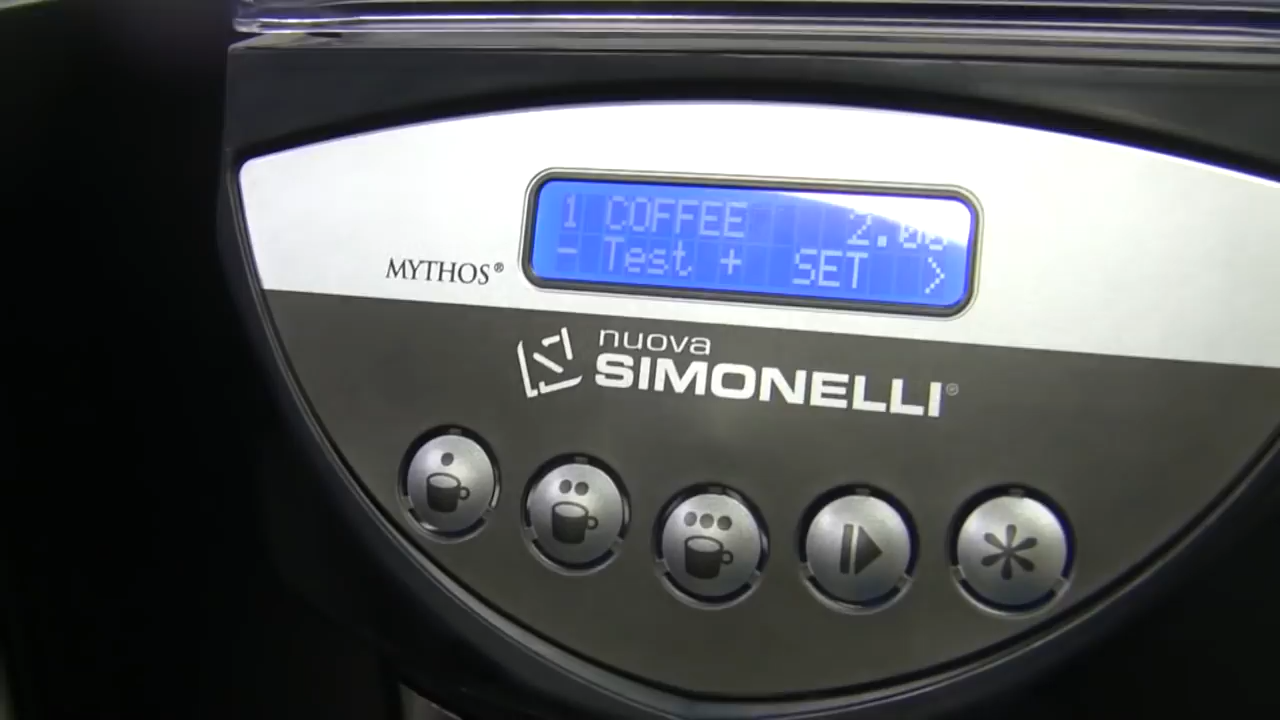 1 COFFEE
- Test + SET >
MYTHOS®
nuova
SIMONELLI®